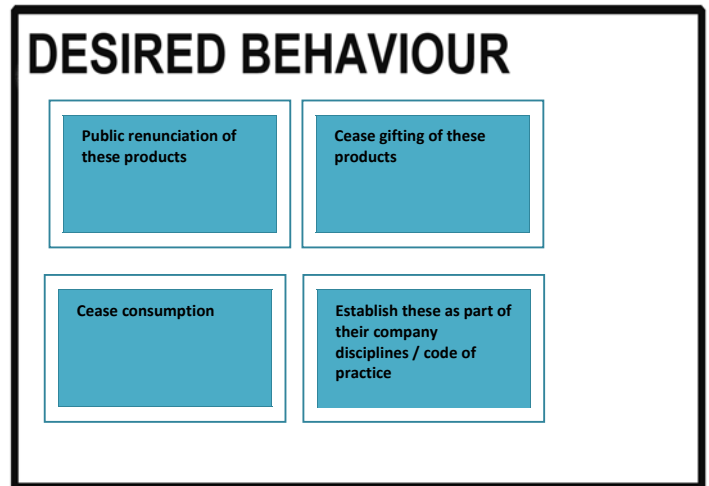 DESIRED BEHAVIOUR
Public renunciation of
these products
Cease gifting of these
products
Cease consumption
Establish these as part of
their company
disciplines / code of
practice